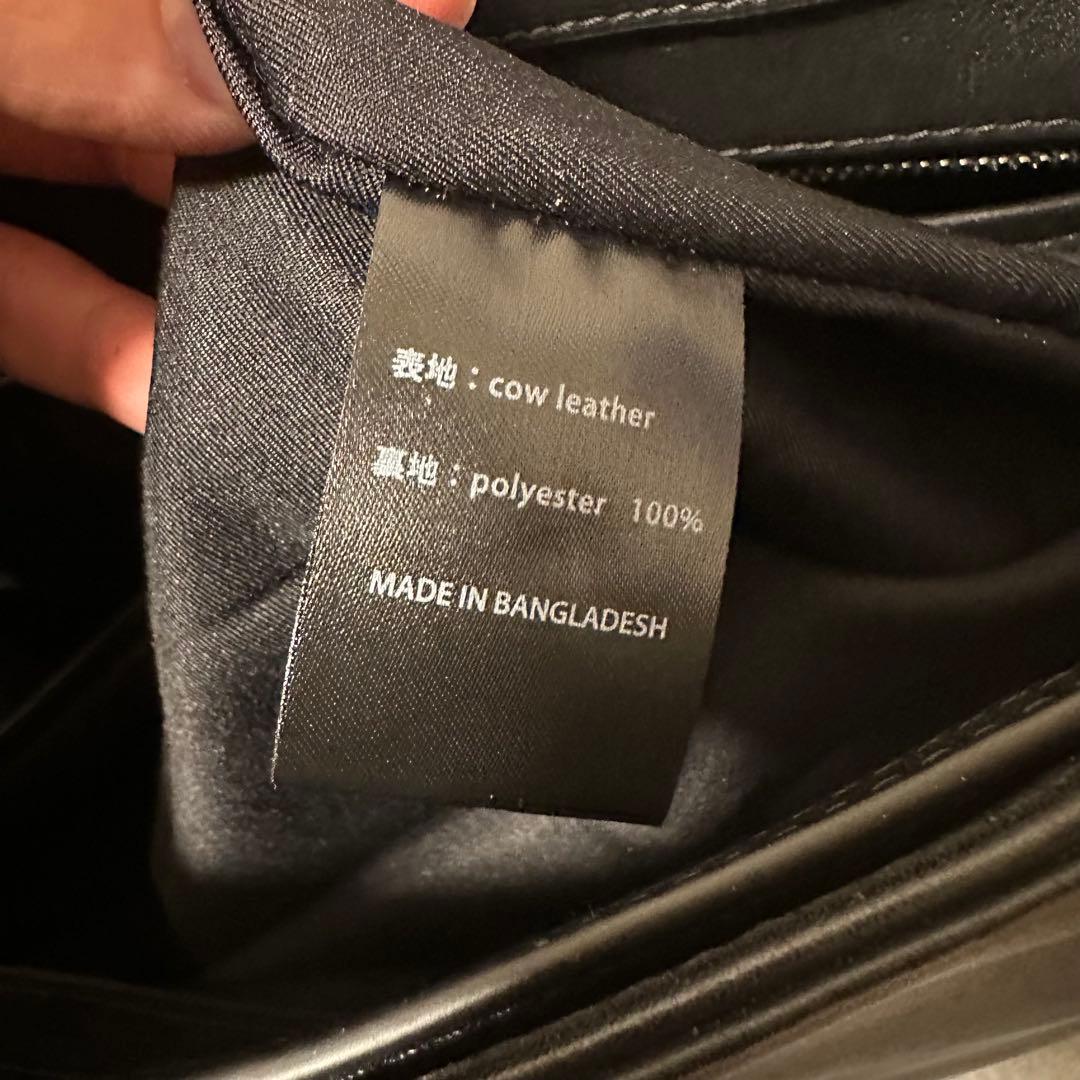 表地：cow leather
裏地：polyester 100%
MADE IN BANGLADESH